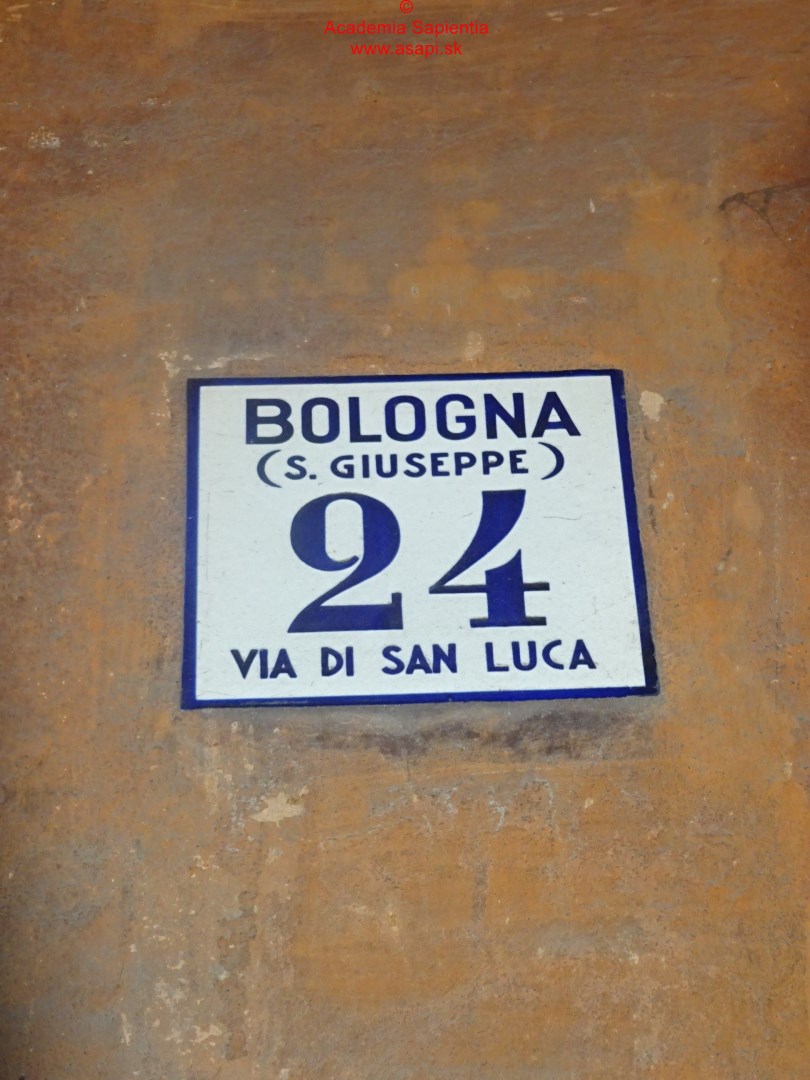 ©
Academia Sapientia
www.asapi.sk
BOLOGNA
(S. GIUSEPPE)
24
VIA DI SAN LUCA